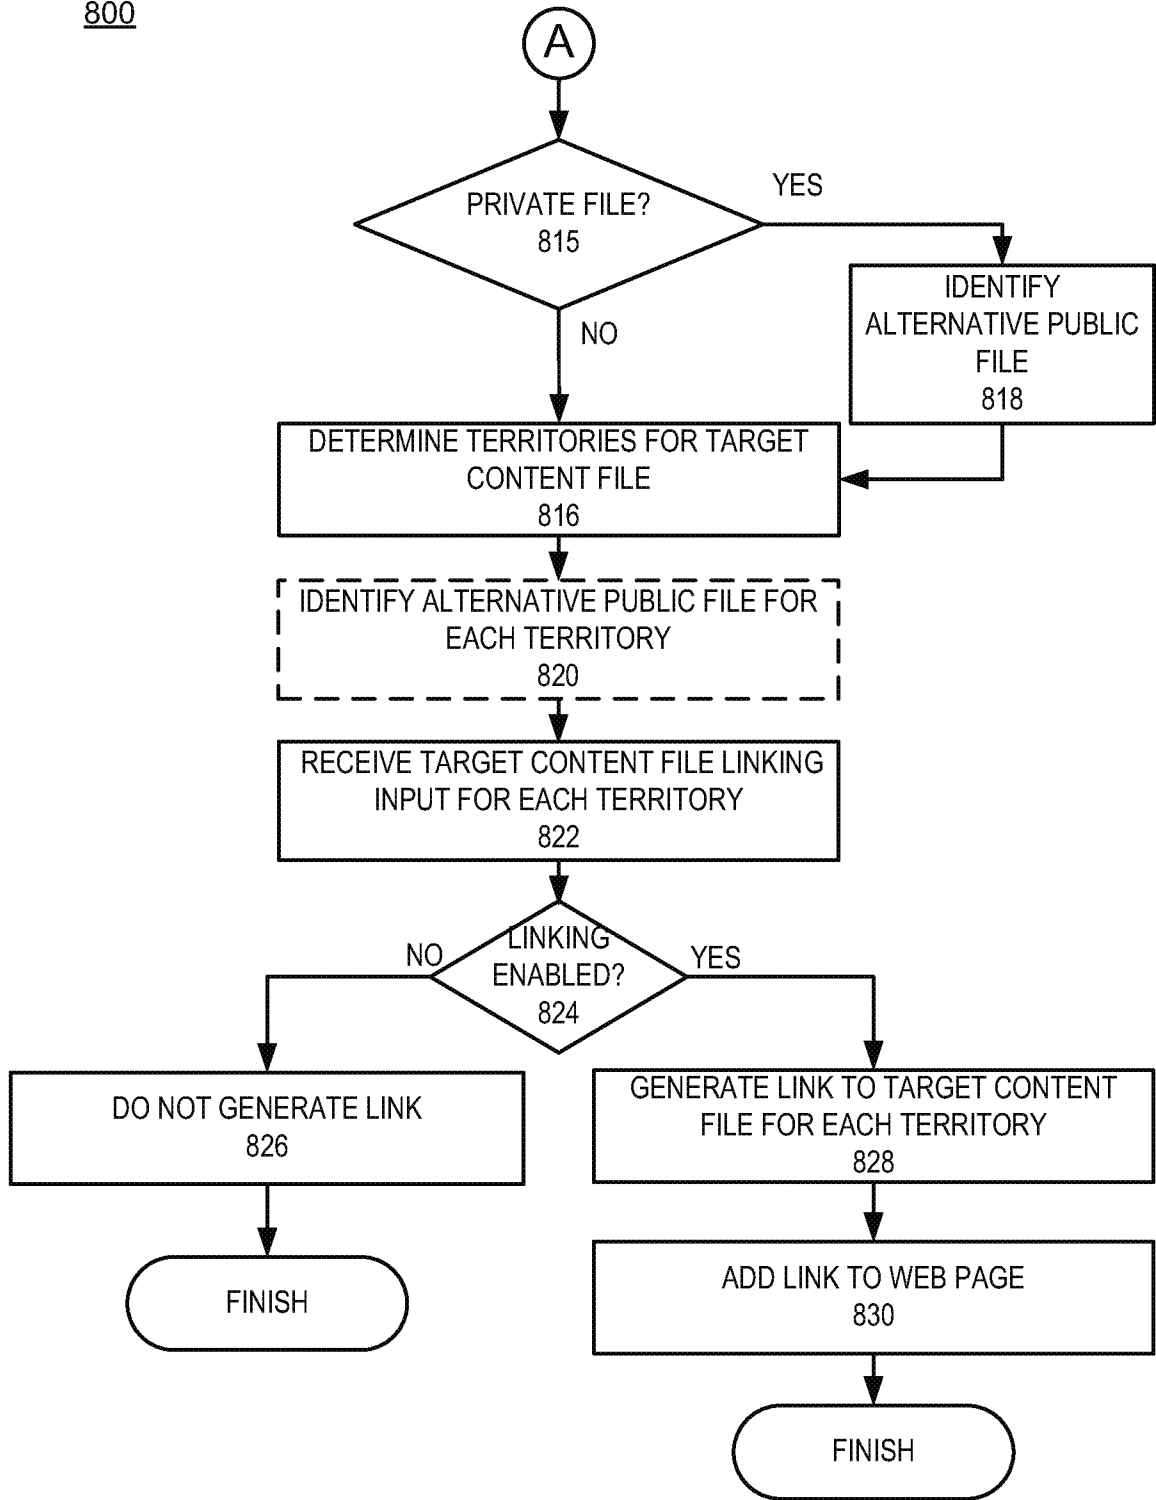 800
A
PRIVATE FILE?
815
YES
NO
IDENTIFY
ALTERNATIVE PUBLIC
FILE
818
DETERMINE TERRITORIES FOR TARGET
CONTENT FILE
816
IDENTIFY ALTERNATIVE PUBLIC FILE FOR
EACH TERRITORY
820
RECEIVE TARGET CONTENT FILE LINKING
INPUT FOR EACH TERRITORY
822
LINKING
ENABLED?
824
NO
YES
DO NOT GENERATE LINK
826
FINISH
GENERATE LINK TO TARGET CONTENT
FILE FOR EACH TERRITORY
828
ADD LINK TO WEB PAGE
830
FINISH